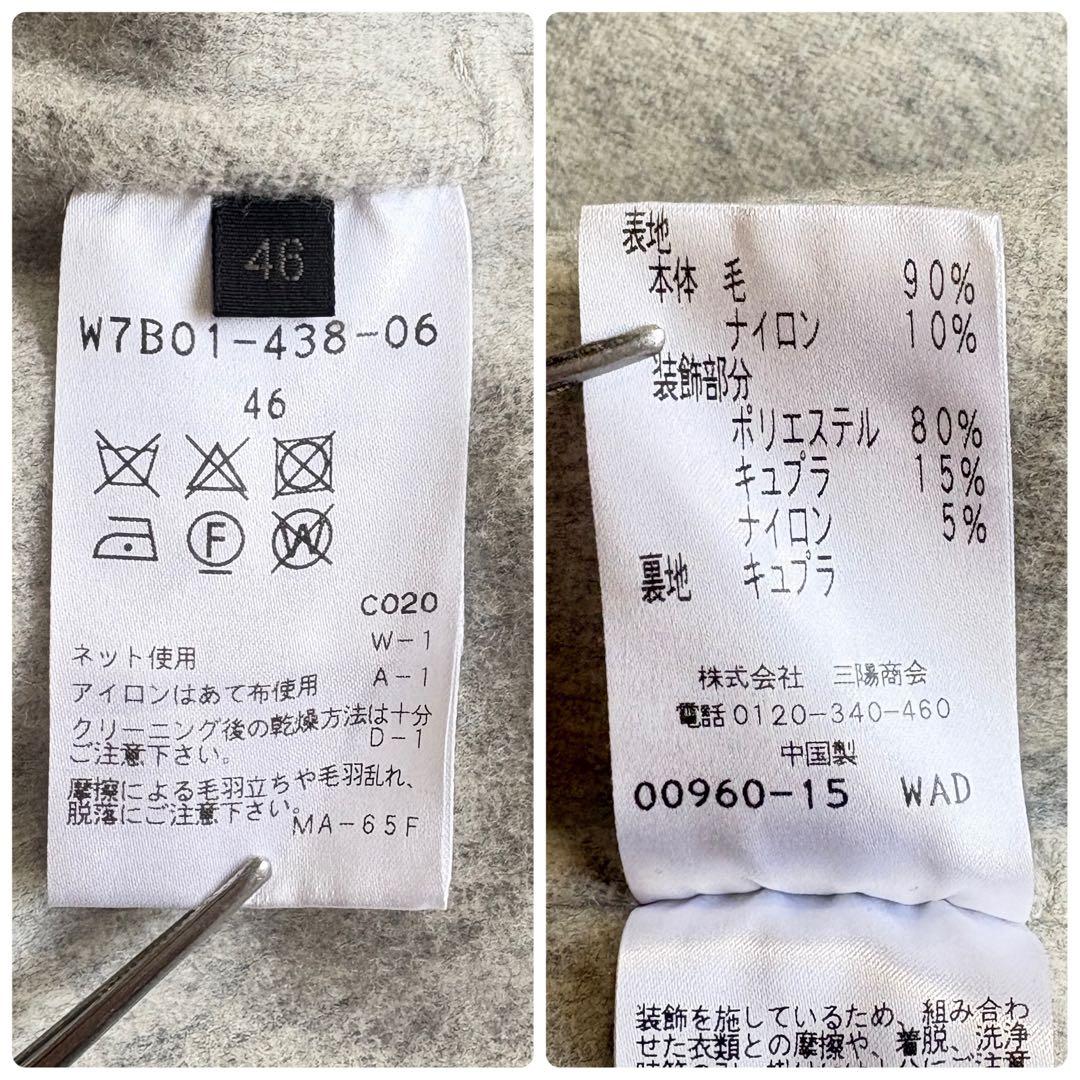 46
W7B01-438-06
46
F
W
C020
W-1
ネット使用
A-1
アイロンはあて布使用
クリーニング後の乾燥方法は十分
D-1
ご注意下さい。
摩擦による毛羽立ちや毛羽乱れ、
脱落にご注意下さい。
MA-65F
表地
本体 毛 90%
ナイロン 10%
装飾部分
ポリエステル 80%
キュプラ 15%
ナイロン 5%
裏地 キュプラ
株式会社 三陽商会
電話0120-340-460
中国製
00960-15 WAD
装飾を施しているため、組み合わ
せた衣類との摩擦や、着脱、洗浄